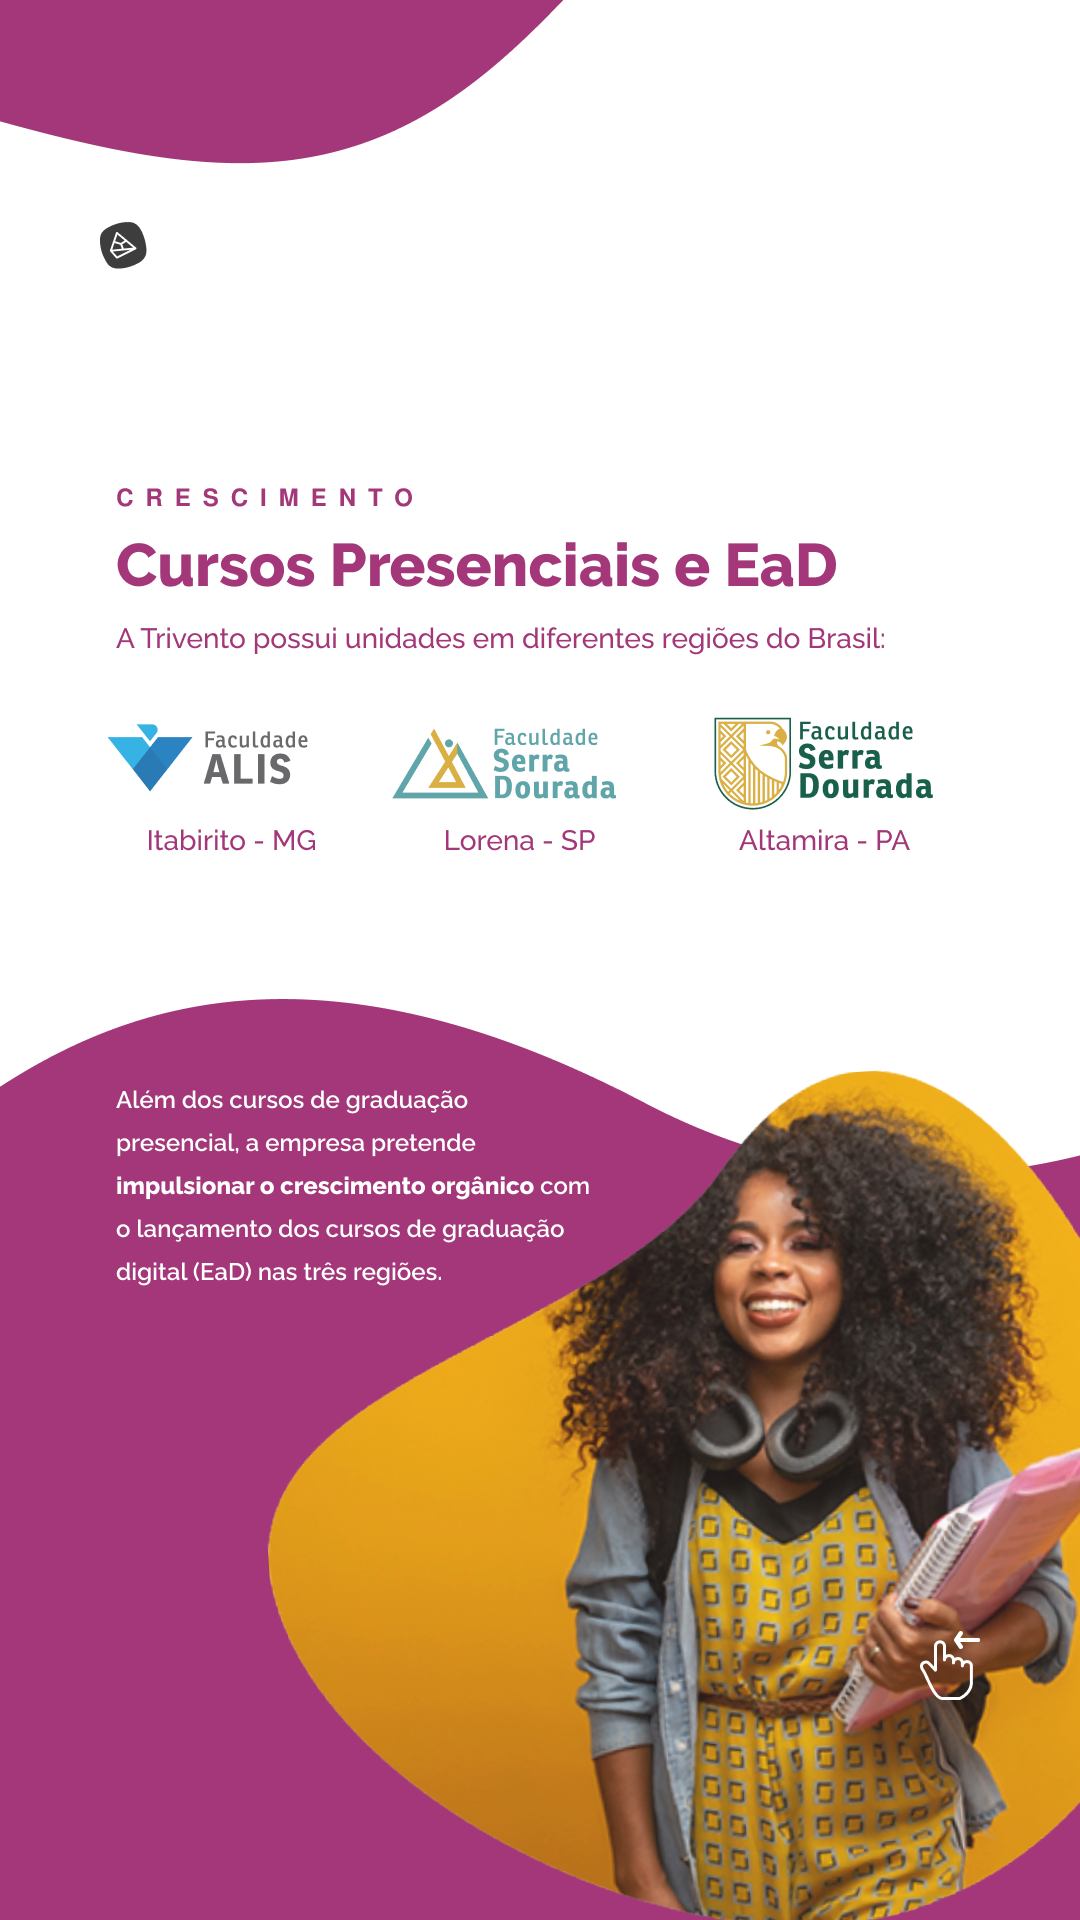 CRESCIMENTO
Cursos Presenciais e EaD
A Trivento possui unidades em diferentes regiões do Brasil:
Faculdade
ALIS
Itabirito - MG
Faculdade
Serra
Dourada
Lorena - SP
Faculdade
Serra
Dourada
Altamira - PA
Além dos cursos de graduação
presencial, a empresa pretende
impulsionar o crescimento orgânico com
o lançamento dos cursos de graduação
digital (EaD) nas três regiões.